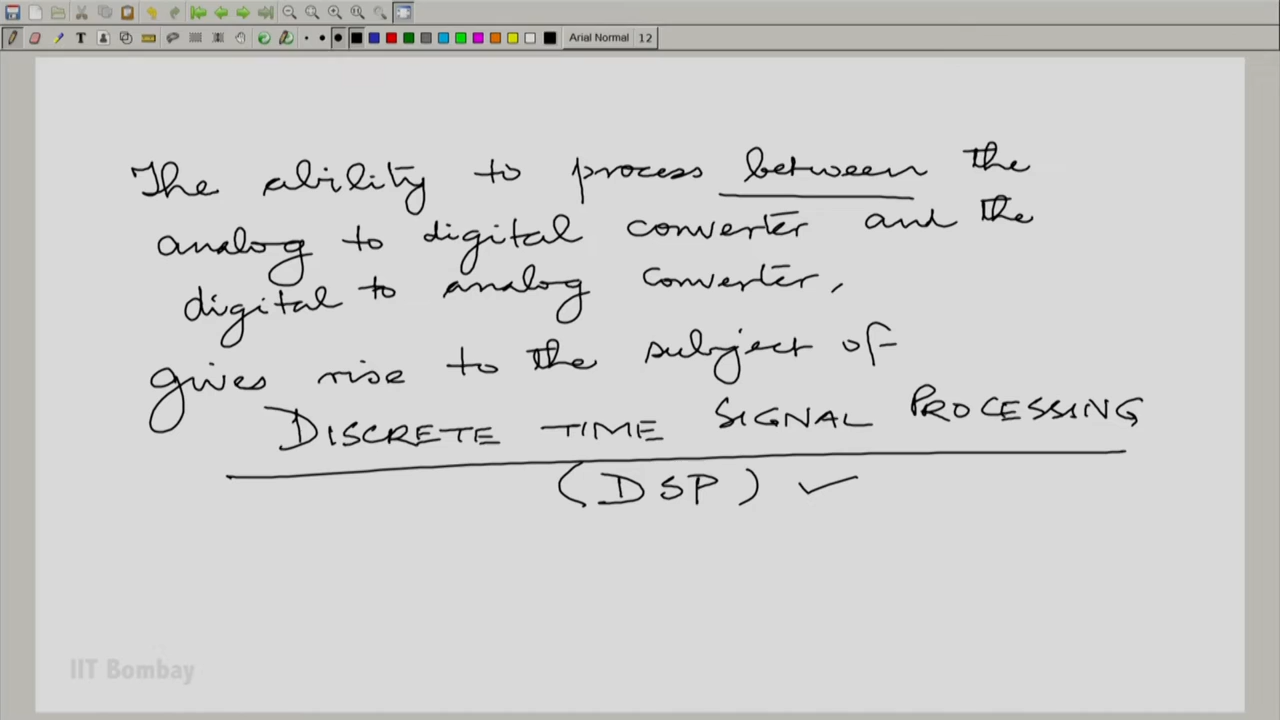 Arial Normal 12
The ability to process between the
analog to digital converter and the
digital to analog converter,
gives rise to the subject of
DISCRETE TIME SIGNAL PROCESSING
(DSP) ✓
IIT Bombay